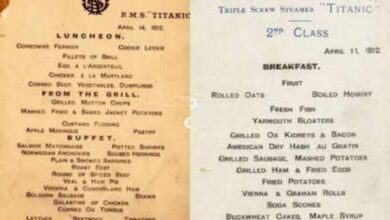 R.M.S. "TITANIC"
APRIL 14, 1912.
LUNCHEON.
CONSOMMÉ FERMIER COCKIE LEEKIE
FILLETS OF BRILL
EGG À L'ARGENTEUIL
CHICKEN À LA MARYLAND
CORNED BEEF, VEGETABLES, DUMPLINGS
FROM THE GRILL.
GRILLED MUTTON CHOPS
MASHED, FRIED & BAKED JACKET POTATOES
CUSTARD PUDDING
APPLE MERINGUE PASTRY
BUFFET.
SALMON MAYONNAISE POTTED SHRIMPS
NORWEGIAN ANCHOVIES SOUSED HERRINGS
PLAIN & SMOKED SARDINES
ROAST BEEF
ROUND OF SPICED BEEF
VEAL & HAM PIE
VIRGINIA & CUMBERLAND HAM
BOLOGNA SAUSAGE BRAWN
GALANTINE OF CHICKEN
CORNED OX TONGUE
LETTUCE BEETROOT TOMATOES
TRIPLE SCREW STEAMER "TITANIC"
2ND CLASS
APRIL 11, 1912.
BREAKFAST.
FRUIT
ROLLED OATS BOILED HOMINY
FRESH FISH
YARMOUTH BLOATERS
GRILLED OX KIDNEYS & BACON
AMERICAN DRY HASH AU GRATIN
GRILLED SAUSAGE, MASHED POTATOES
GRILLED HAM & FRIED EGGS
FRIED POTATOES
VIENNA & GRAHAM ROLLS
SODA SCONES
BUCKWHEAT CAKES, MAPLE SYRUP